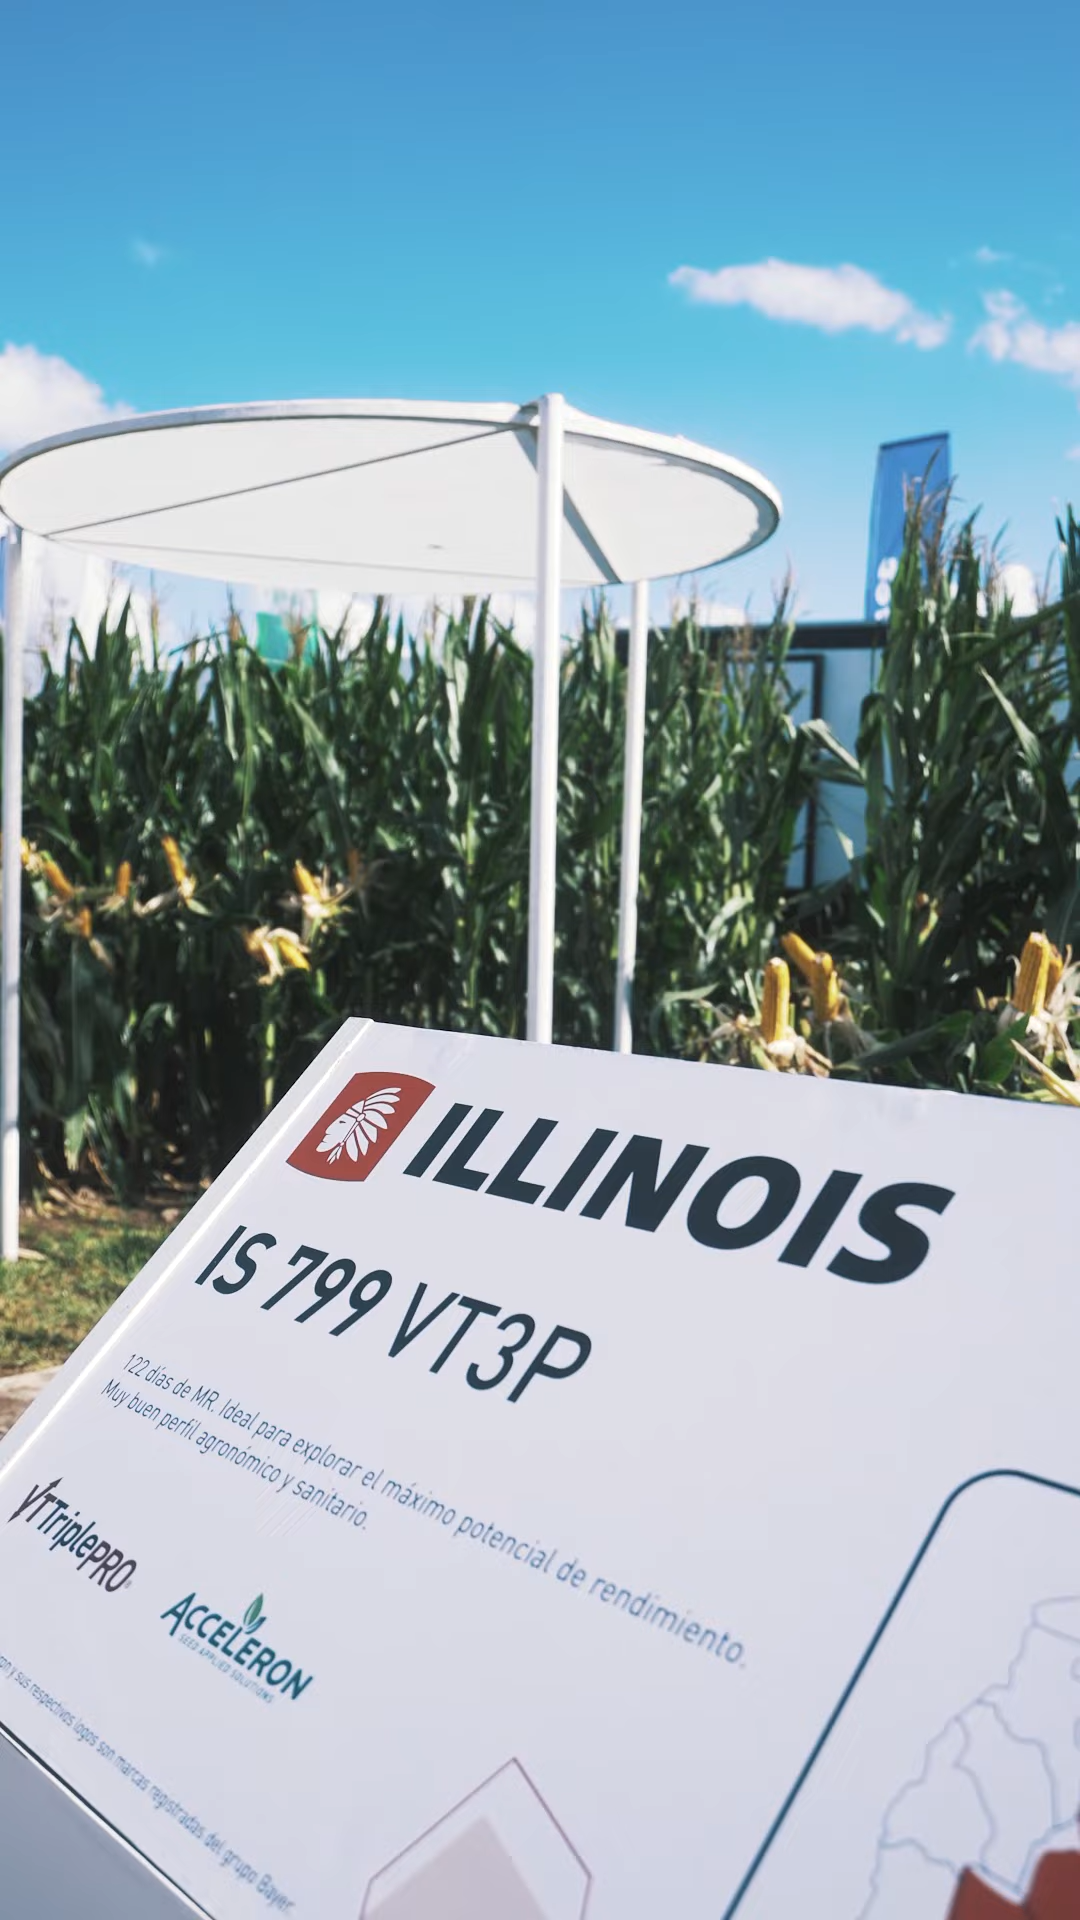 ILLINOIS
IS 799 VT3P
122 días de MR. Ideal para explorar el máximo potencial de rendimiento.
Muy buen perfil agronómico y sanitario.
VTTriplePRO®
ACCELERON
SEED APPLIED SOLUTIONS
y sus respectivos logos son marcas registradas del grupo Bayer.